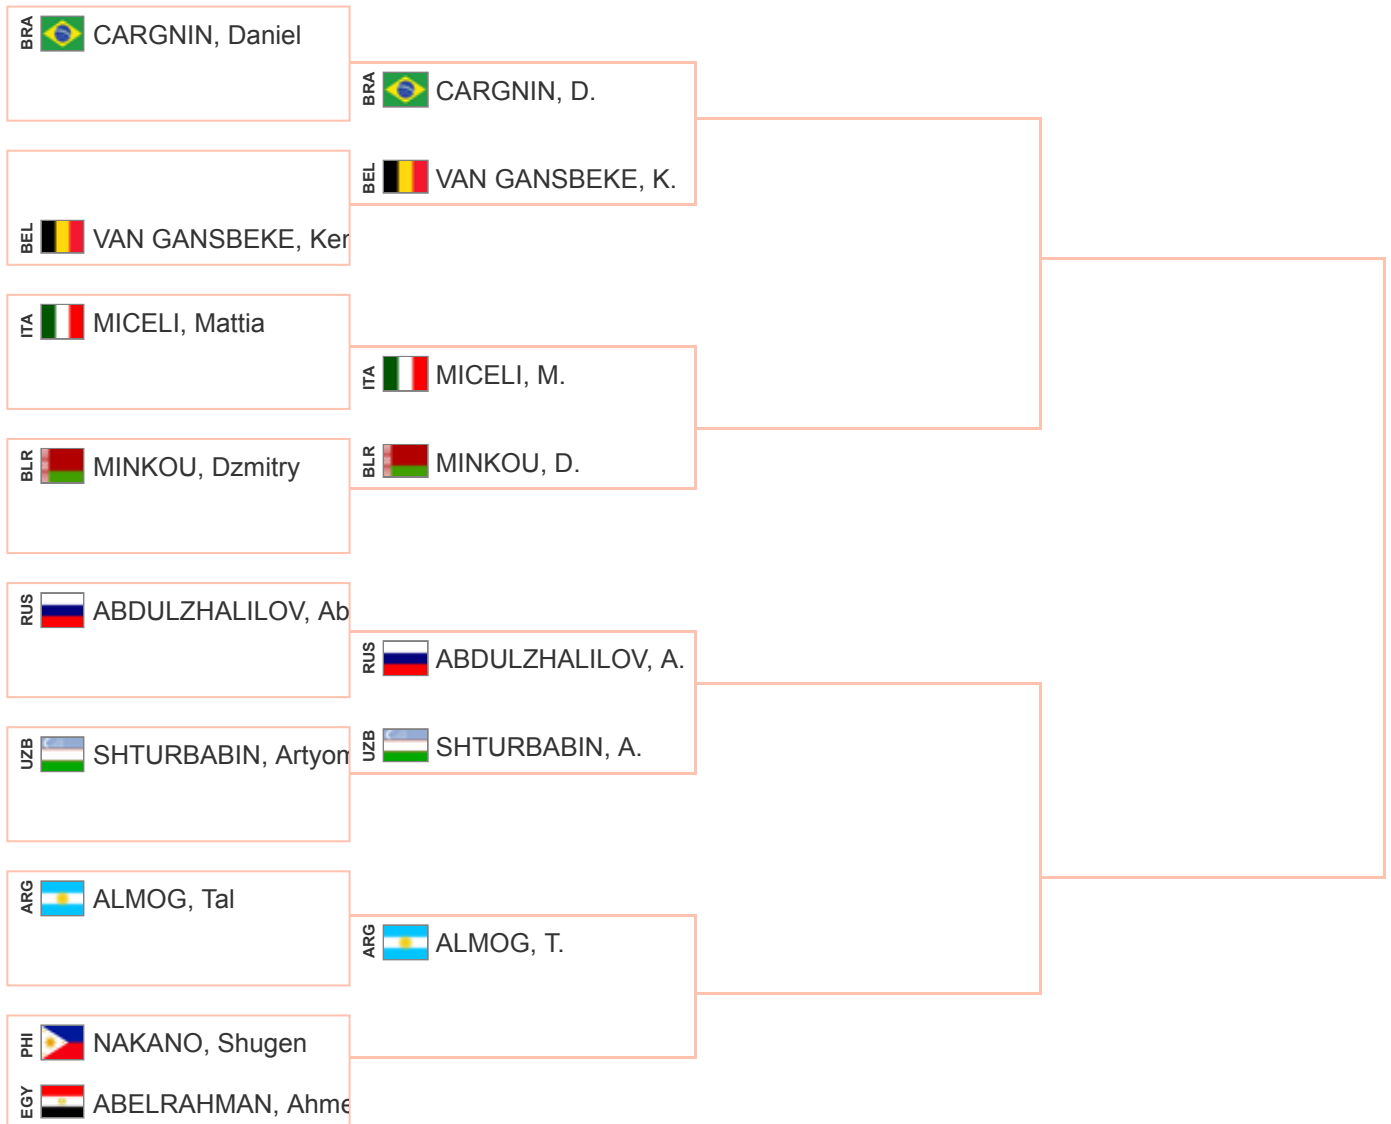 BRA CARGNIN, Daniel
BEL VAN GANSBEKE, Ker
ITA MICELI, Mattia
BLR MINKOU, Dzmitry
RUS ABDULZHALILOV, Ab
UZB SHTURBABIN, Artyom
ARG ALMOG, Tal
PHI NAKANO, Shugen
EGY ABELRAHMAN, Ahme
BRA CARGNIN, D.
BEL VAN GANSBEKE, K.
ITA MICELI, M.
BLR MINKOU, D.
RUS ABDULZHALILOV, A.
UZB SHTURBABIN, A.
ARG ALMOG, T.